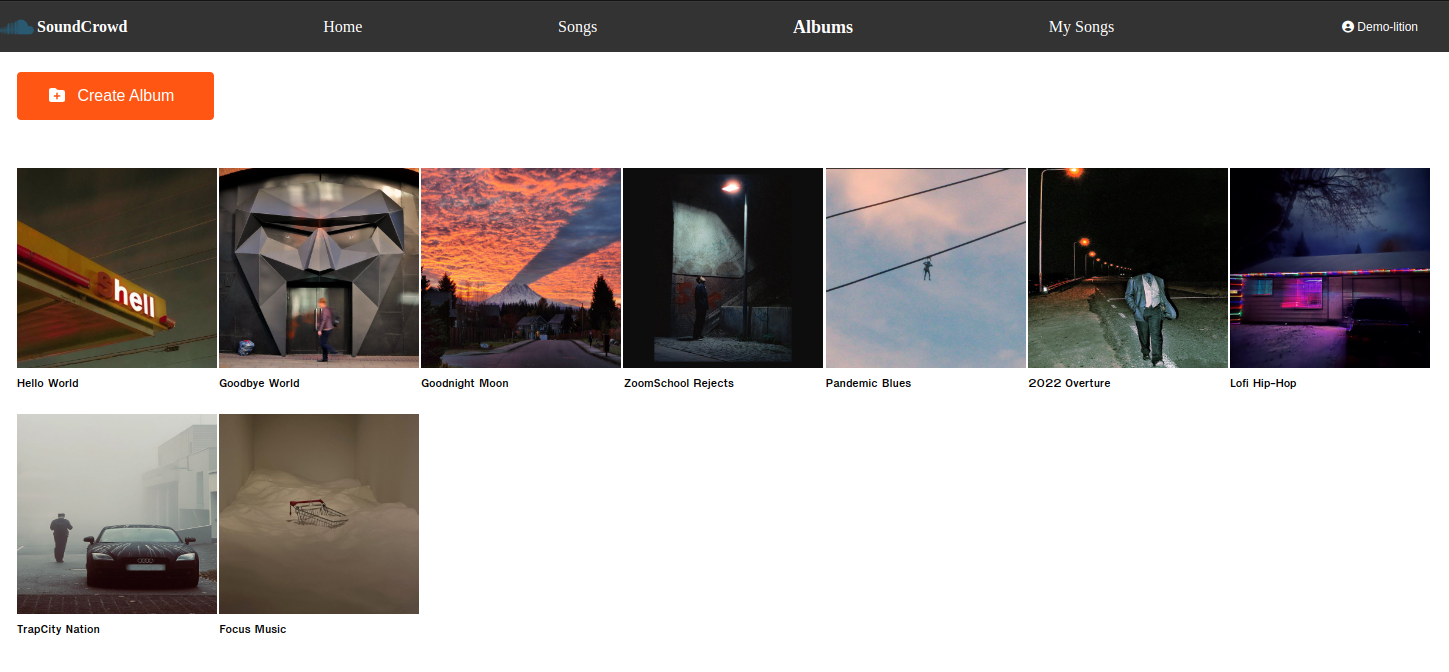 SoundCrowd Home Songs Albums My Songs Demo-lition
Create Album
hell
Hello World Goodbye World Goodnight Moon ZoomSchool Rejects Pandemic Blues 2022 Overture Lofi Hip-Hop
TrapCity Nation Focus Music